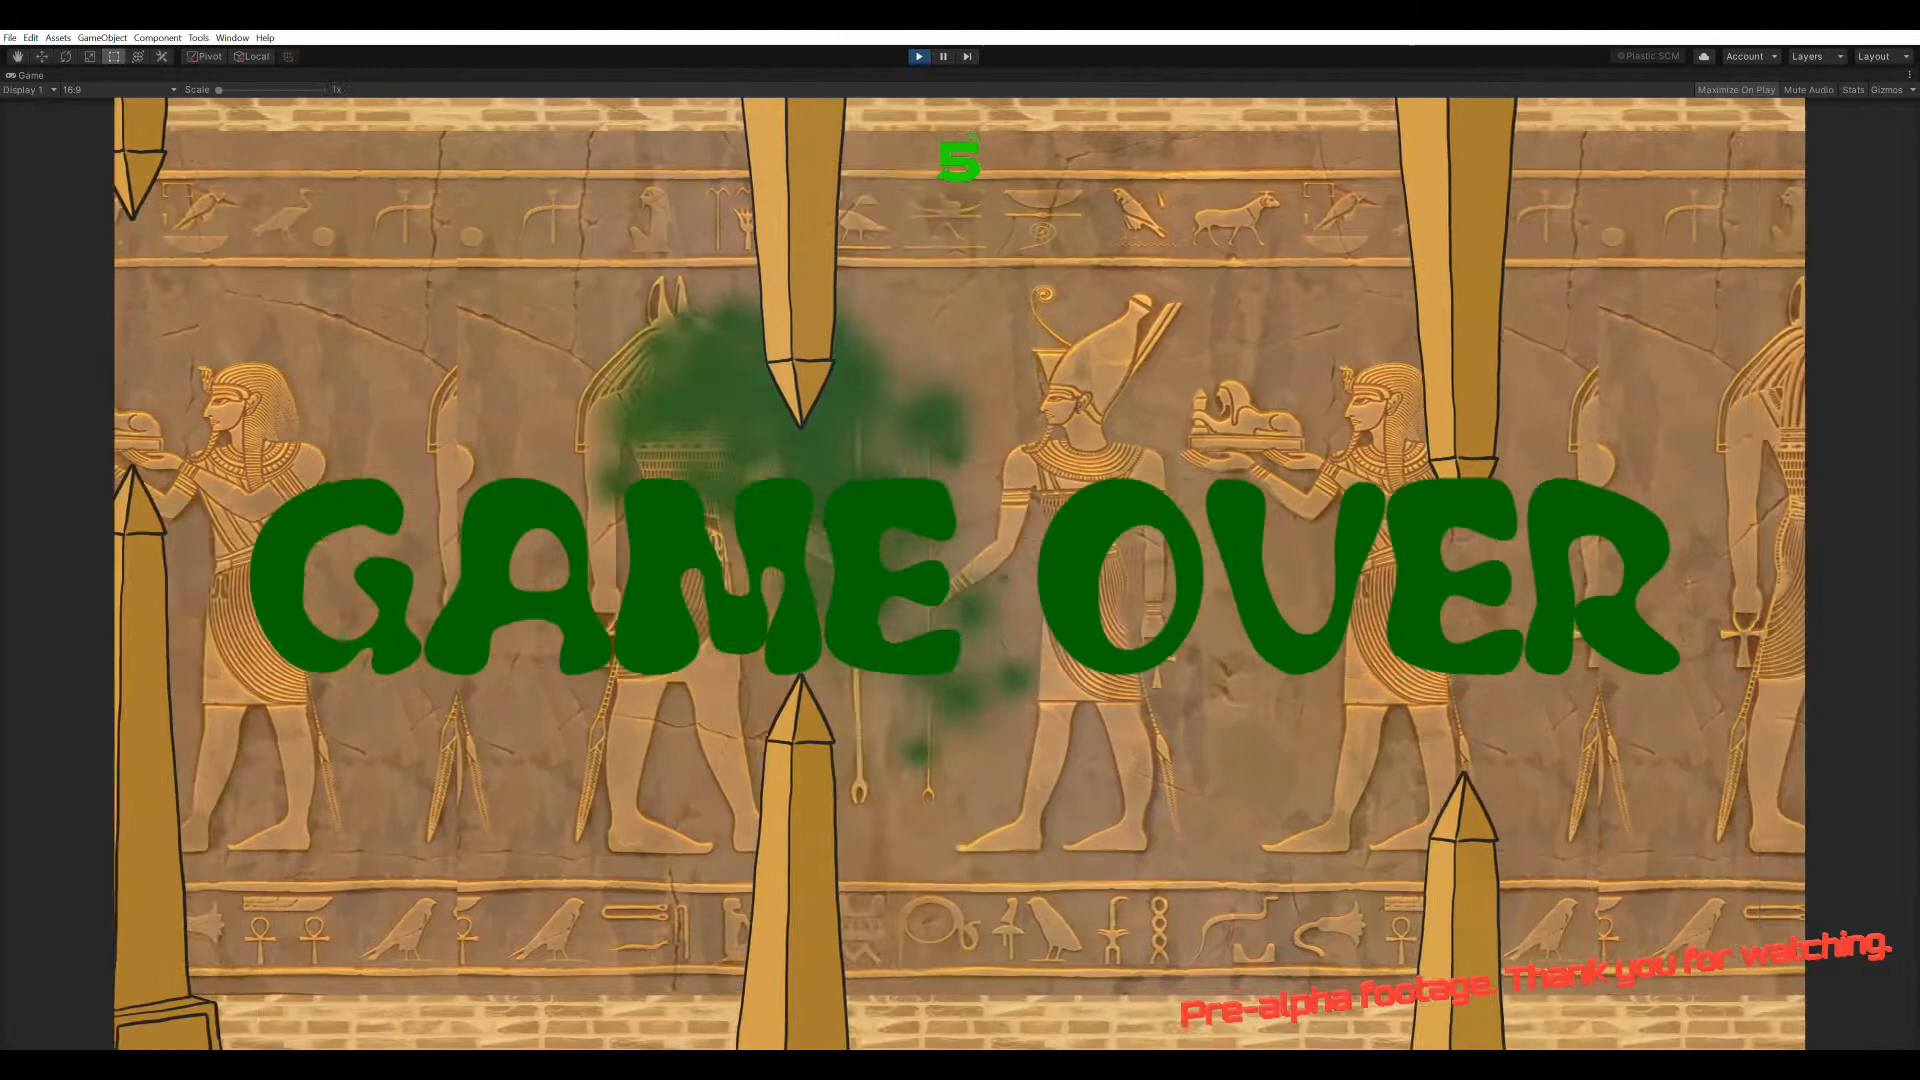 File Edit Assets GameObject Component Tools Window Help
Pivot Local Plastic SCM Account Layers Layout
Game
Display 1 16:9 Scale 1x Maximize On Play Mute Audio Stats Gizmos
5
GAME OVER
Pre-alpha footage. Thank you for watching.